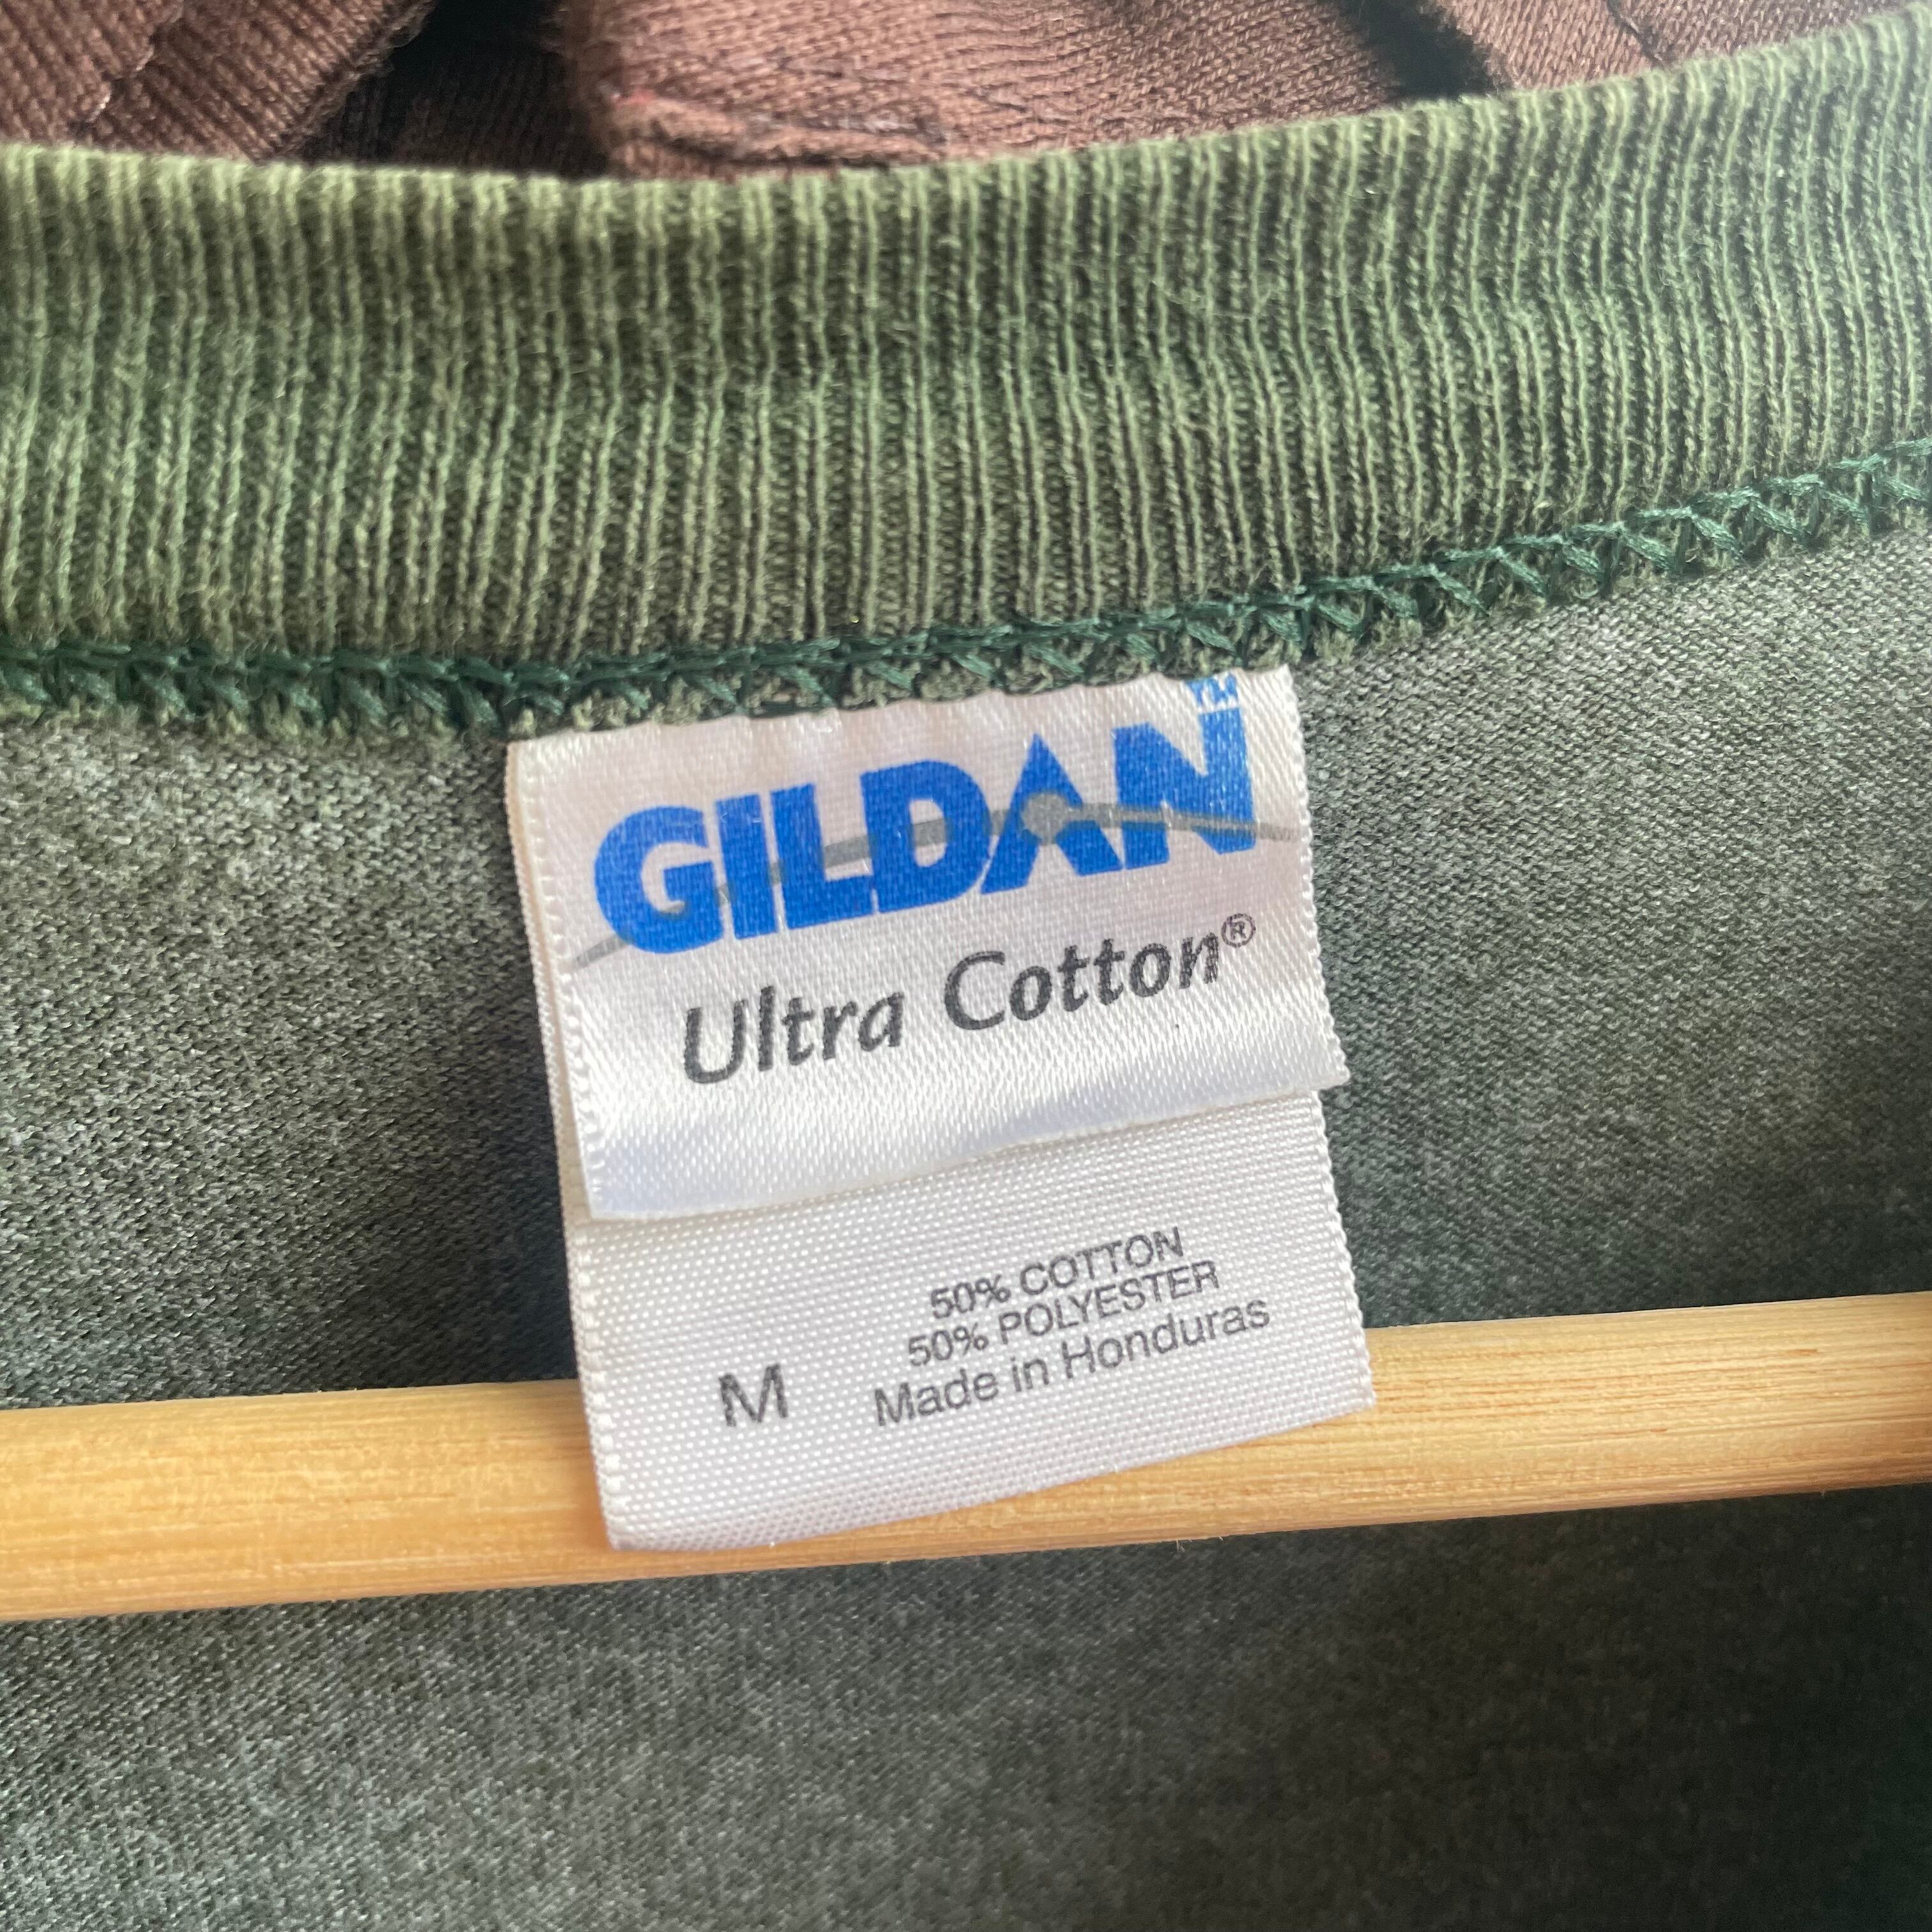 GILDAN™
Ultra Cotton®
50% COTTON
50% POLYESTER
M Made in Honduras